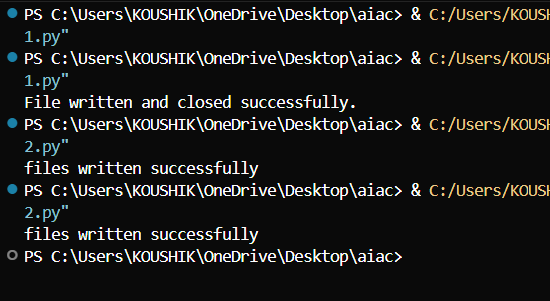 PS C:\Users\KOUSHIK\OneDrive\Desktop\aiac> & C:/Users/KOUSH
1.py"
PS C:\Users\KOUSHIK\OneDrive\Desktop\aiac> & C:/Users/KOUSH
1.py"
File written and closed successfully.
PS C:\Users\KOUSHIK\OneDrive\Desktop\aiac> & C:/Users/KOUSH
2.py"
files written successfully
PS C:\Users\KOUSHIK\OneDrive\Desktop\aiac> & C:/Users/KOUSH
2.py"
files written successfully
PS C:\Users\KOUSHIK\OneDrive\Desktop\aiac>